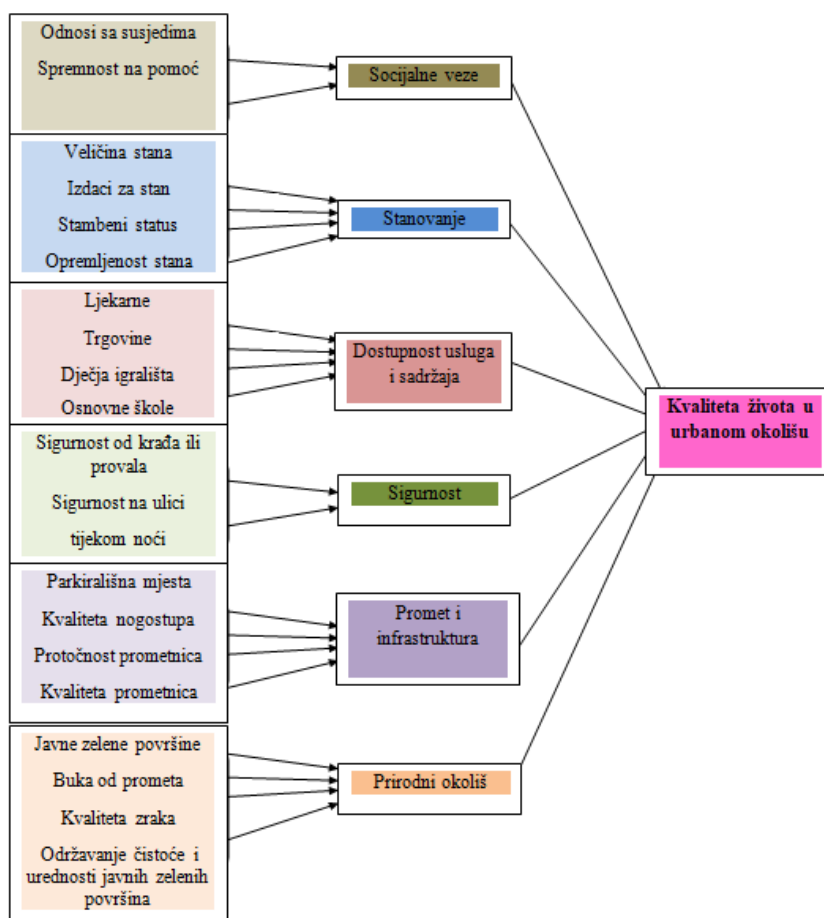 Odnosi sa susjedima
Spremnost na pomoć
Socijalne veze
Veličina stana
Izdaci za stan
Stambeni status
Opremljenost stana
Stanovanje
Ljekarne
Trgovine
Dječja igrališta
Osnovne škole
Dostupnost usluga
i sadržaja
Kvaliteta života u
urbanom okolišu
Sigurnost od krađa ili
provala
Sigurnost na ulici
tijekom noći
Sigurnost
Parkirališna mjesta
Kvaliteta nogostupa
Protočnost prometnica
Kvaliteta prometnica
Promet i
infrastruktura
Javne zelene površine
Buka od prometa
Kvaliteta zraka
Održavanje čistoće i
urednosti javnih zelenih
površina
Prirodni okoliš